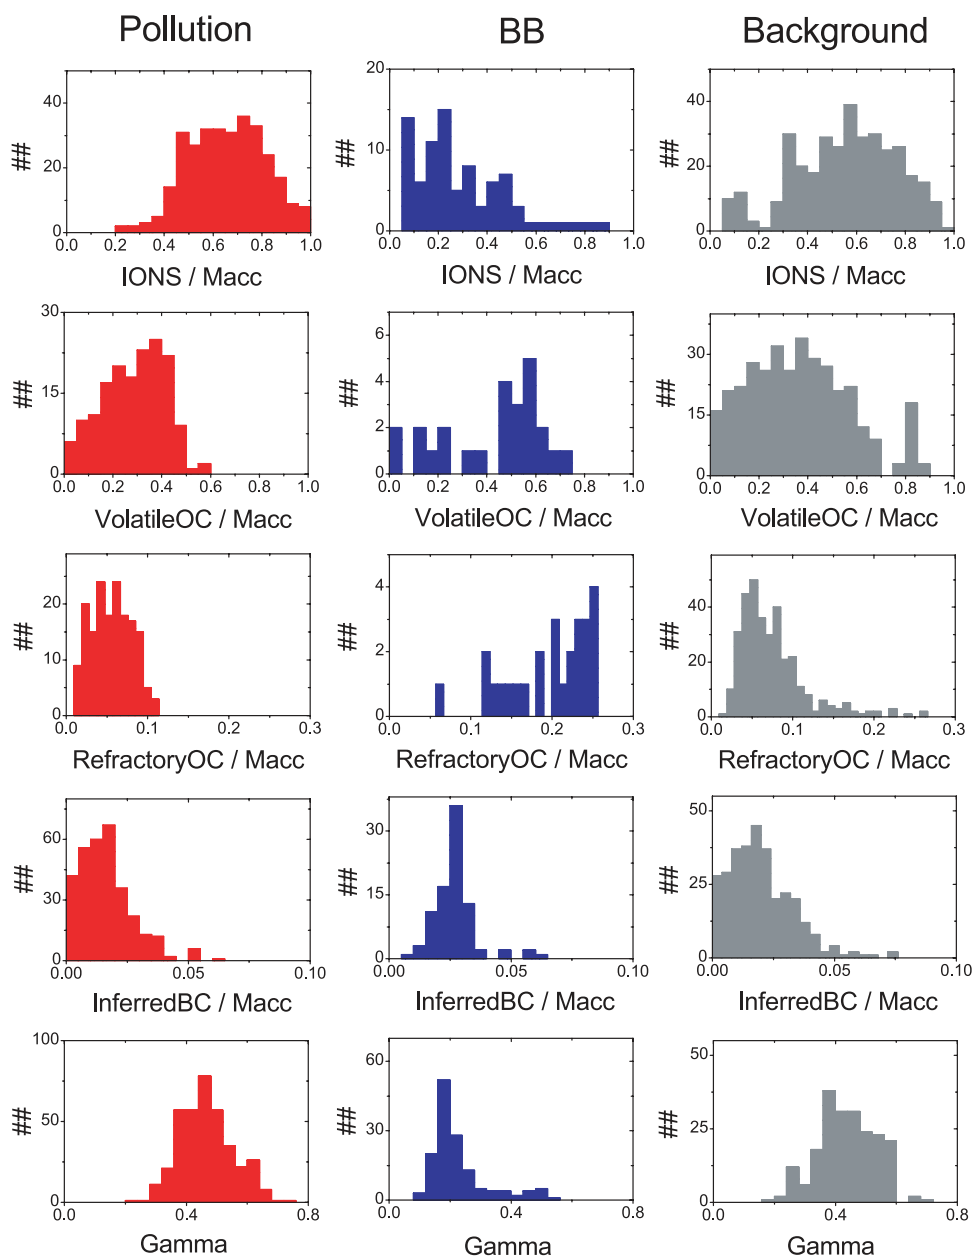 Pollution BB Background
## 40 20 0 0.0 0.2 0.4 0.6 0.8 1.0 ## 20 15 10 5 0 0.0 0.2 0.4 0.6 0.8 1.0 ## 40 20 0 0.0 0.2 0.4 0.6 0.8 1.0
IONS / Macc IONS / Macc IONS / Macc
## 30 15 0 0.0 0.2 0.4 0.6 0.8 1.0 ## 6 4 2 0 0.0 0.2 0.4 0.6 0.8 1.0 ## 30 15 0 0.0 0.2 0.4 0.6 0.8 1.0
VolatileOC / Macc VolatileOC / Macc VolatileOC / Macc
## 20 10 0 0.0 0.1 0.2 0.3 ## 4 2 0 0.0 0.1 0.2 0.3 ## 40 20 0 0.0 0.1 0.2 0.3
RefractoryOC / Macc RefractoryOC / Macc RefractoryOC / Macc
## 60 30 0 0.00 0.05 0.10 ## 30 15 0 0.00 0.05 0.10 ## 50 25 0 0.00 0.05 0.10
InferredBC / Macc InferredBC / Macc InferredBC / Macc
## 100 50 0 0.0 0.4 0.8 ## 60 30 0 0.0 0.4 0.8 ## 50 25 0 0.0 0.4 0.8
Gamma Gamma Gamma